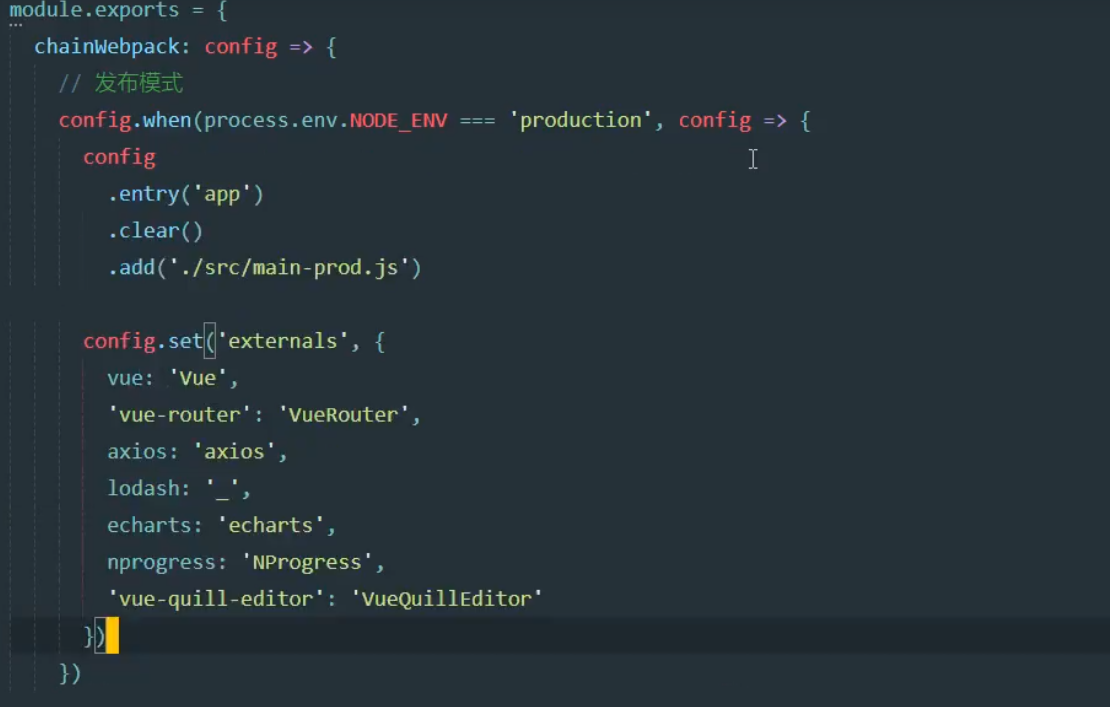 module.exports = {
chainWebpack: config => {
// 发布模式
config.when(process.env.NODE_ENV === 'production', config => {
config
.entry('app')
.clear()
.add('./src/main-prod.js')
config.set('externals', {
vue: 'Vue',
'vue-router': 'VueRouter',
axios: 'axios',
lodash: '_',
echarts: 'echarts',
nprogress: 'NProgress',
'vue-quill-editor': 'VueQuillEditor'
})
})